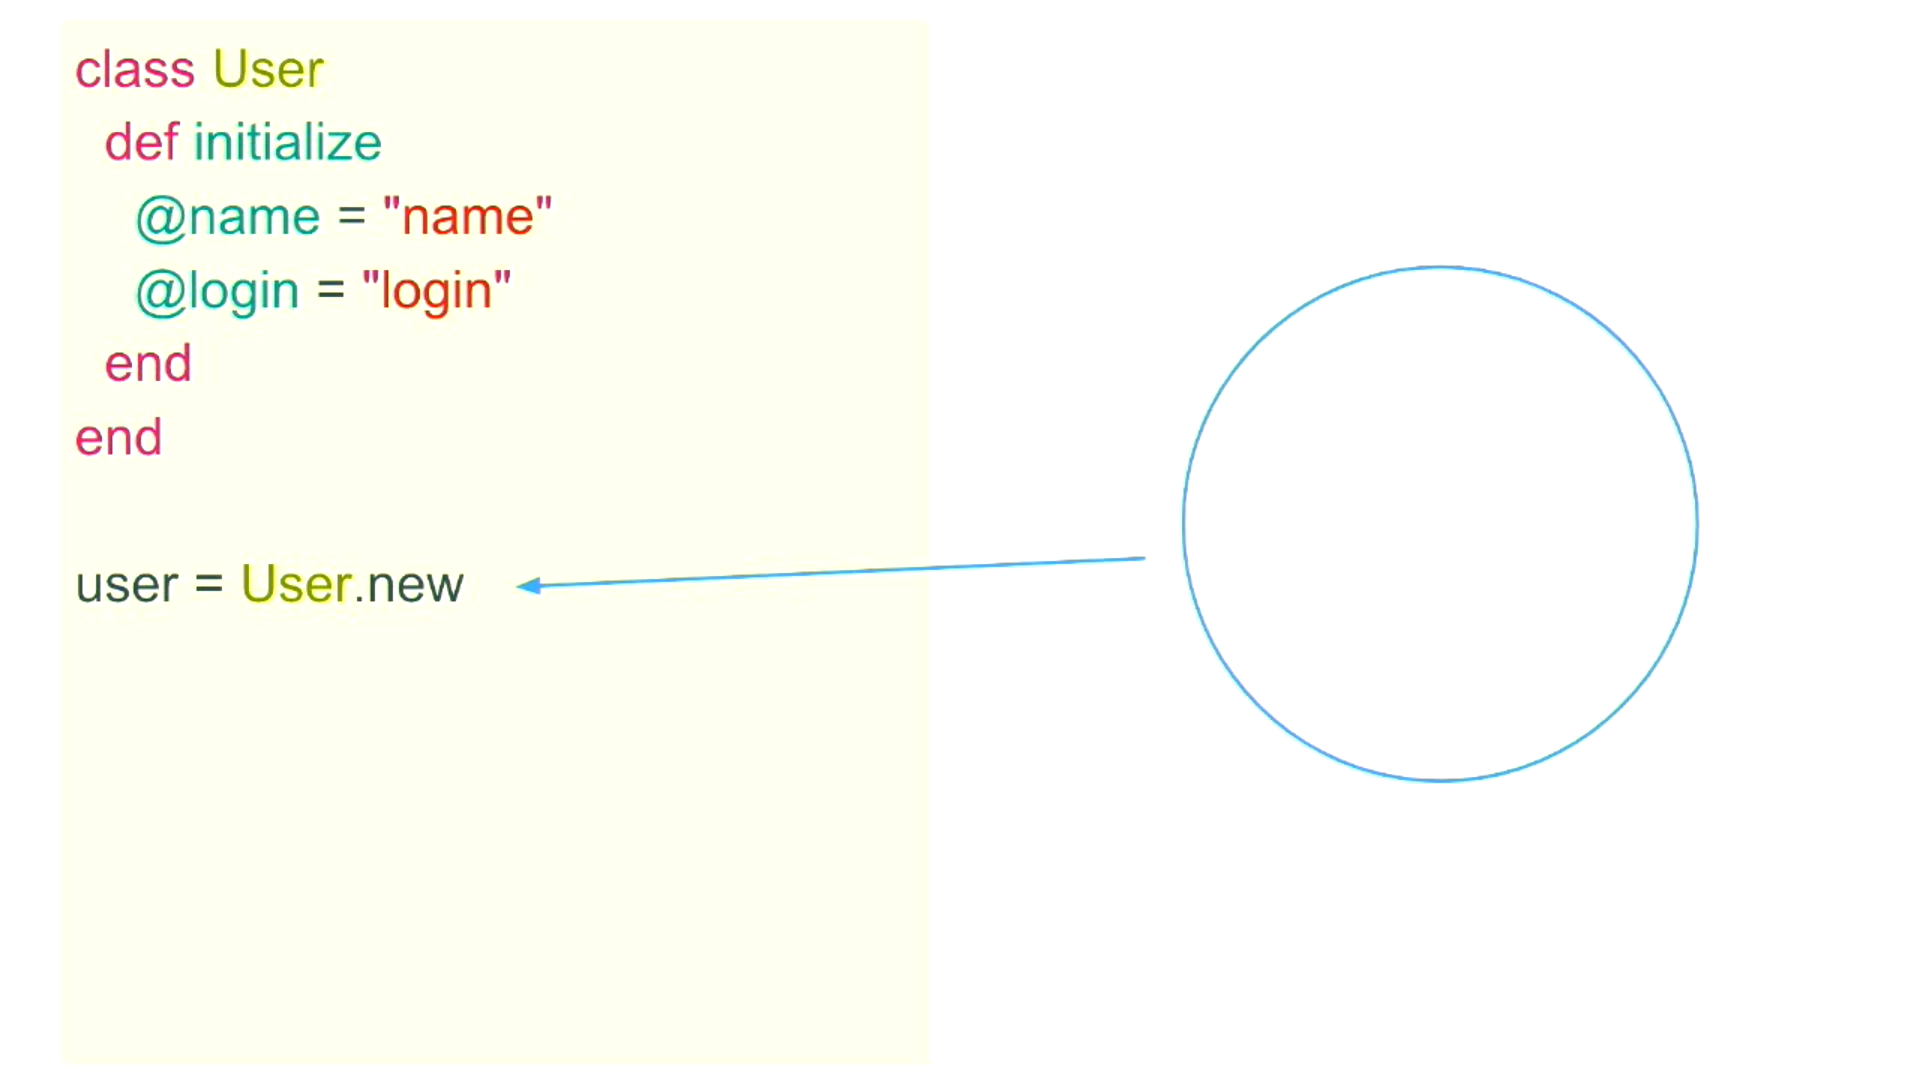 class User
def initialize
@name = "name"
@login = "login"
end
end
user = User.new